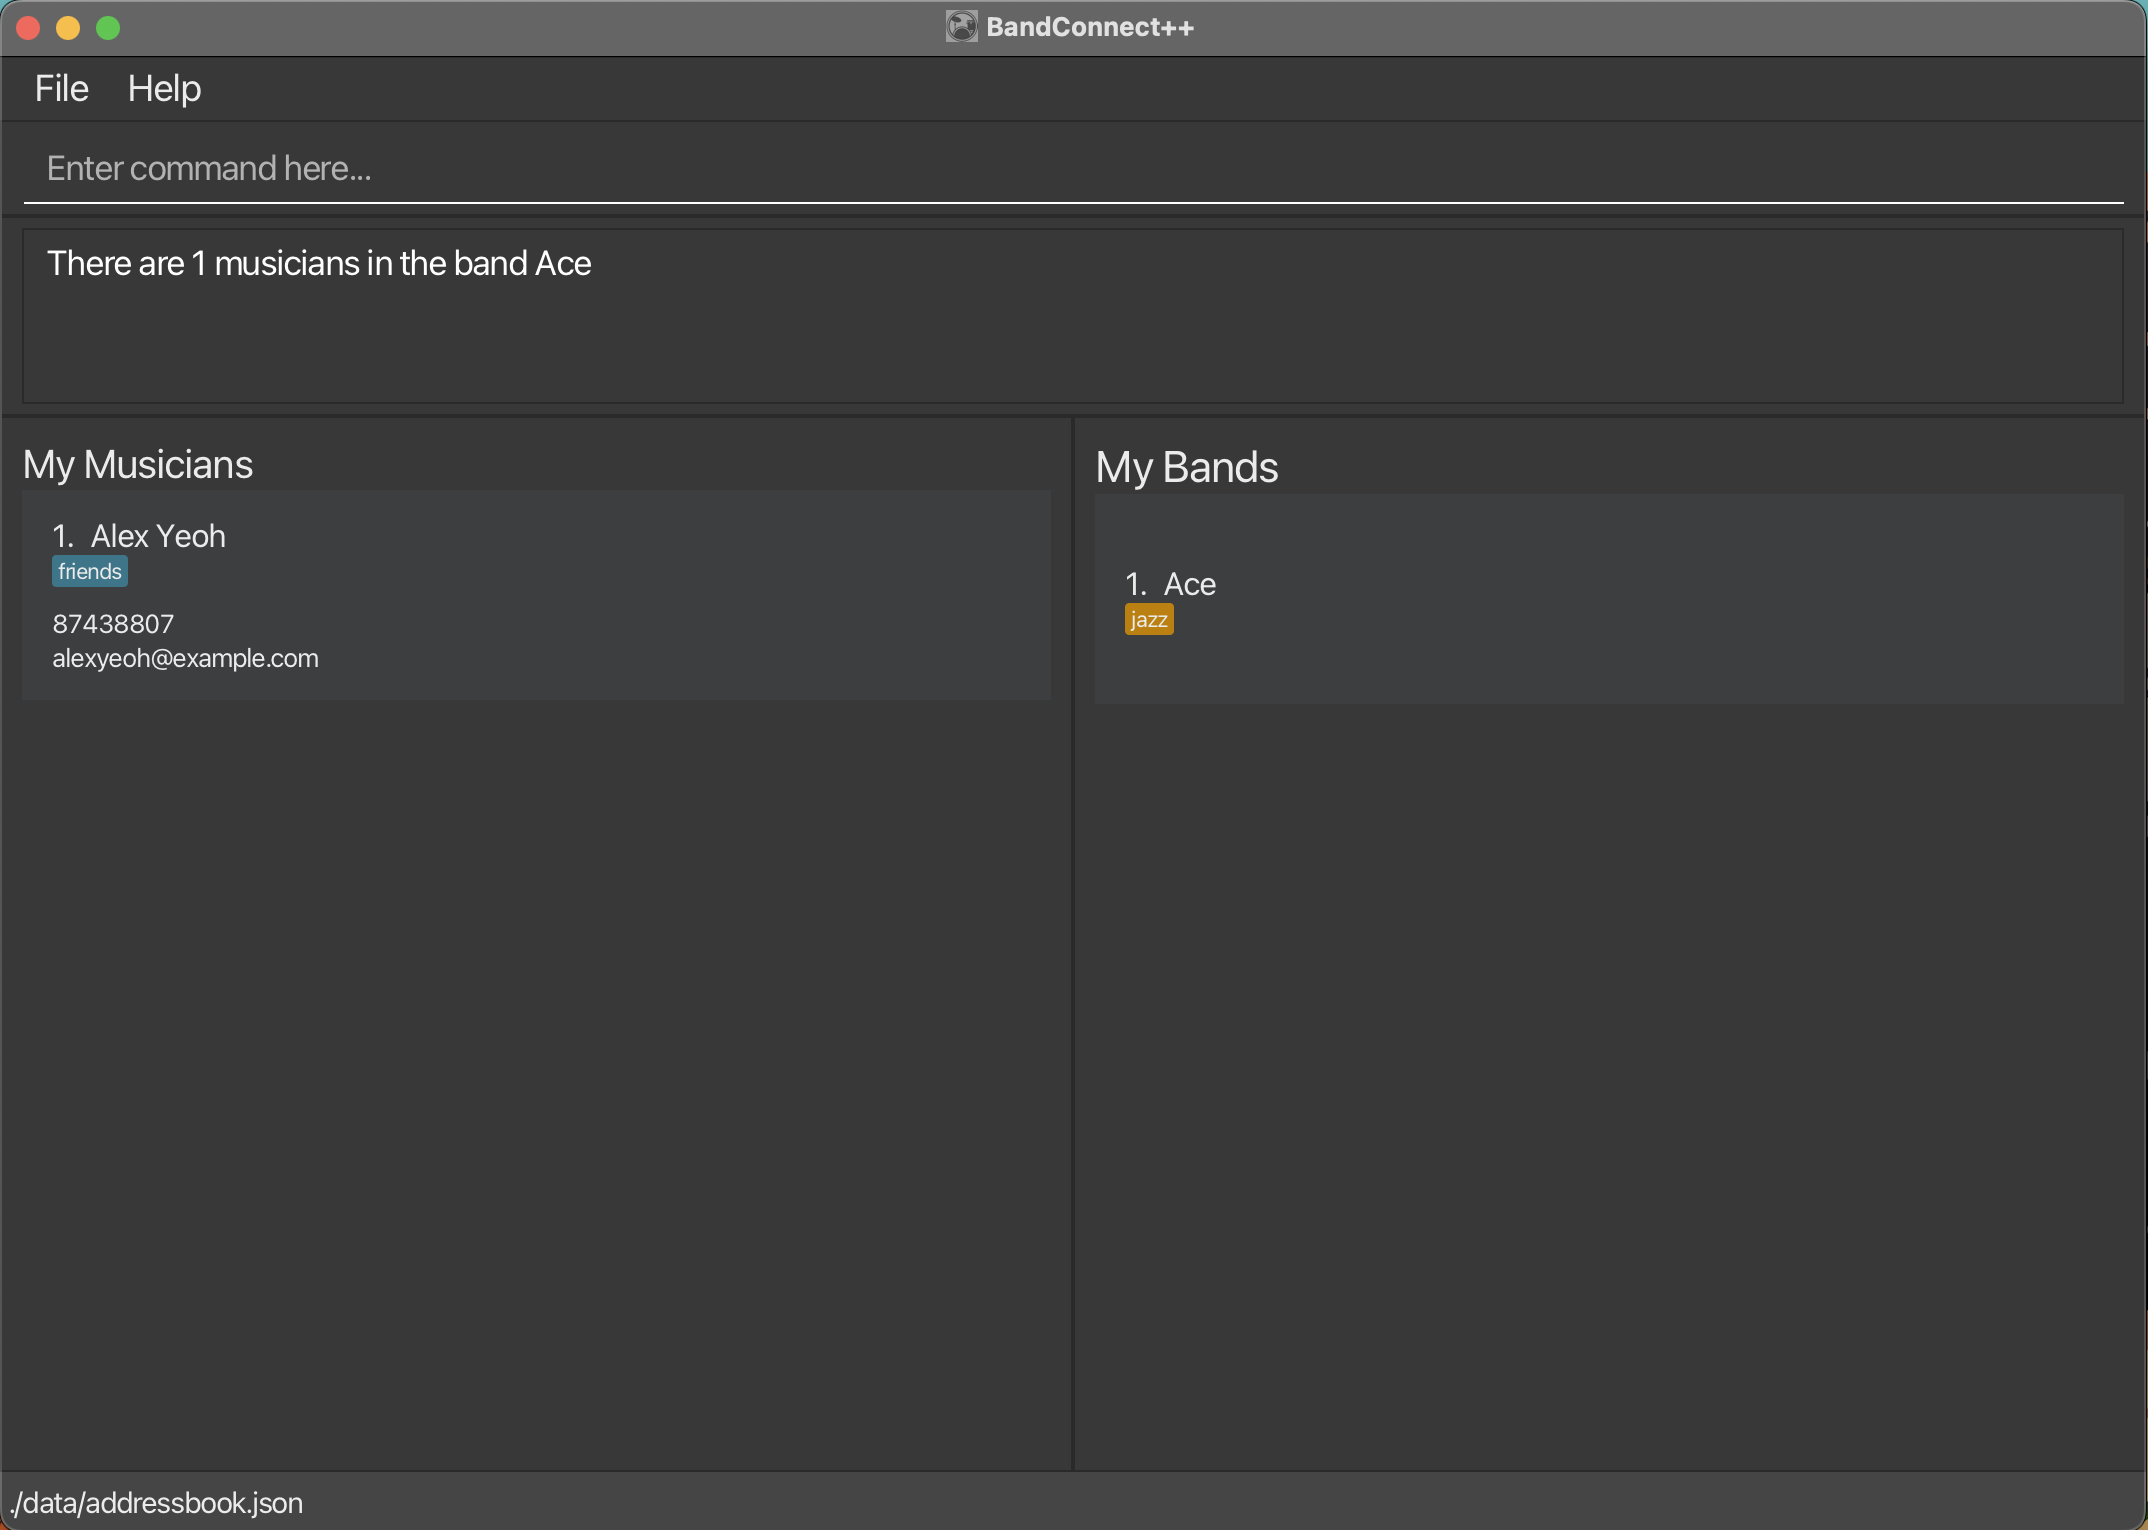 BandConnect++
File Help
Enter command here...
There are 1 musicians in the band Ace
My Musicians
1. Alex Yeoh
friends
87438807
alexyeoh@example.com
My Bands
1. Ace
jazz
./data/addressbook.json